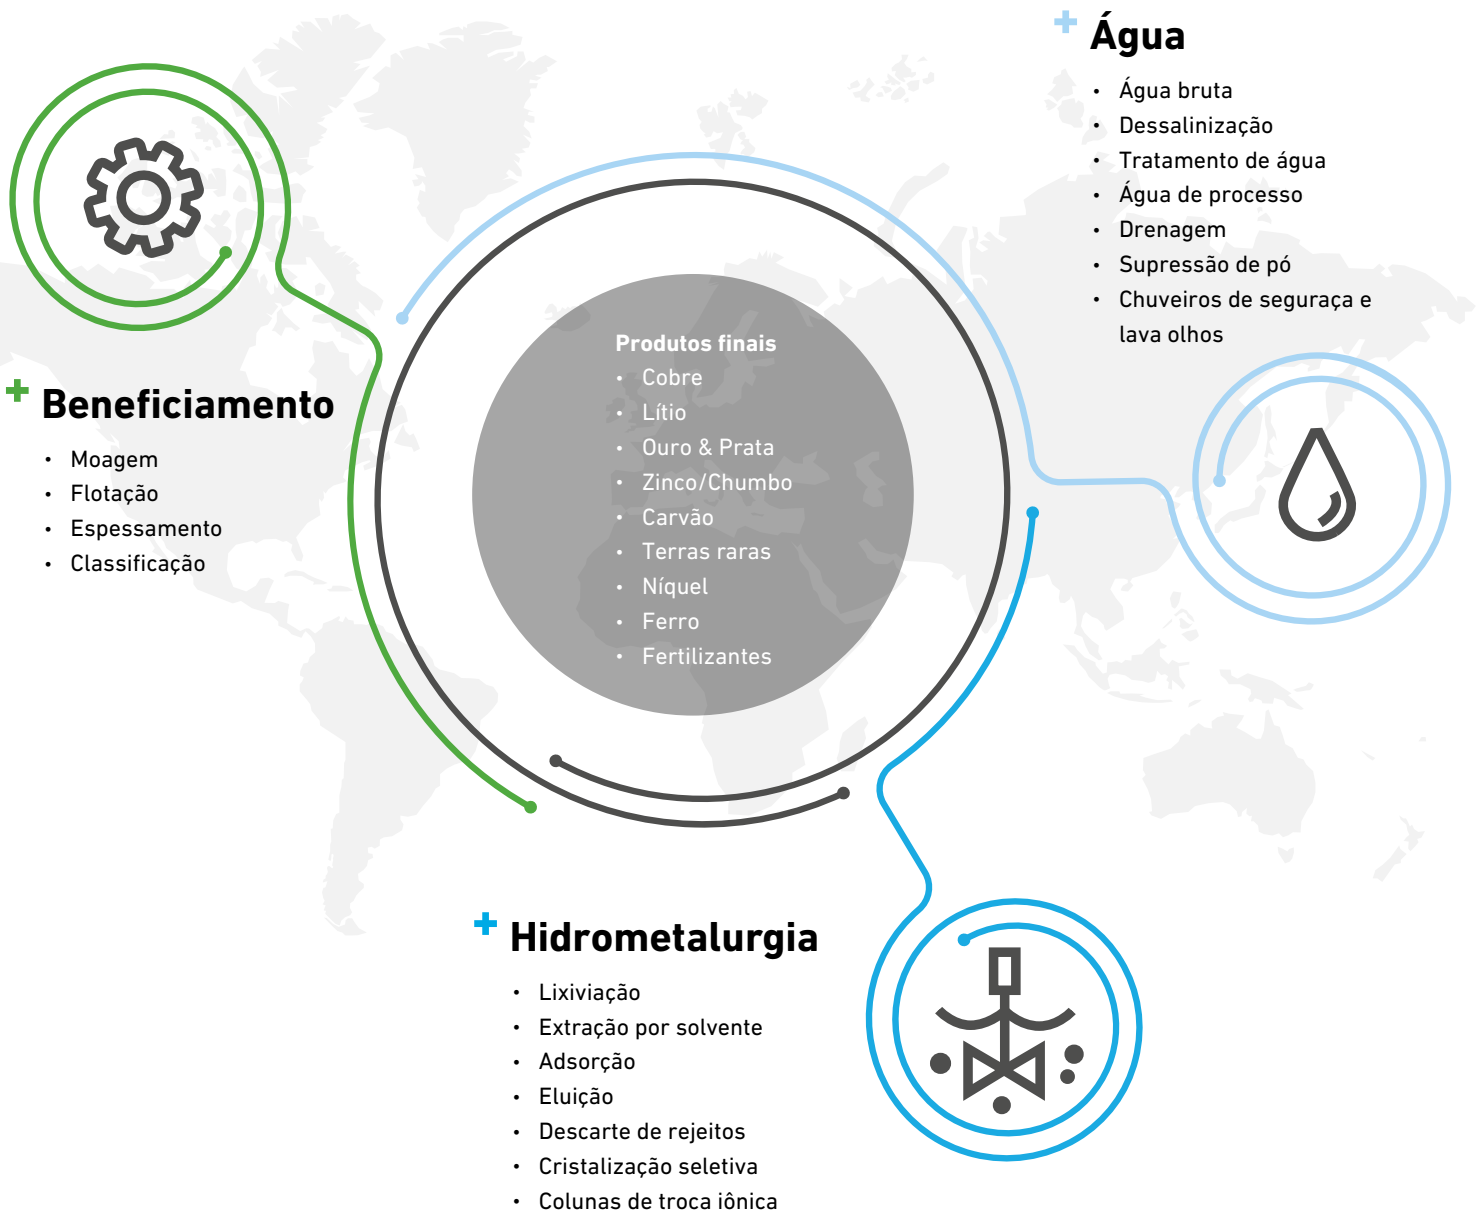 + Água
• Água bruta
• Dessalinização
• Tratamento de água
• Água de processo
• Drenagem
• Supressão de pó
• Chuveiros de seguraça e
lava olhos
Produtos finais
• Cobre
• Lítio
• Ouro & Prata
• Zinco/Chumbo
• Carvão
• Terras raras
• Níquel
• Ferro
• Fertilizantes
+ Beneficiamento
• Moagem
• Flotação
• Espessamento
• Classificação
+ Hidrometalurgia
• Lixiviação
• Extração por solvente
• Adsorção
• Eluição
• Descarte de rejeitos
• Cristalização seletiva
• Colunas de troca iônica